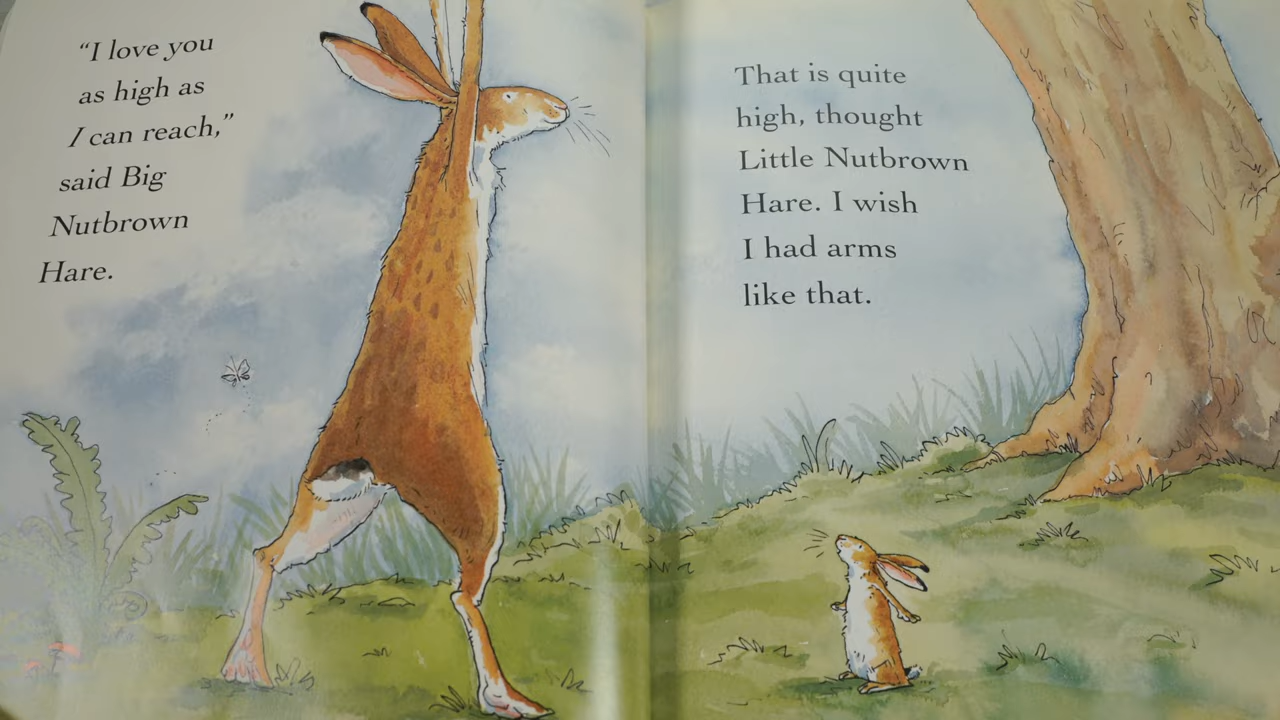 “I love you
as high as
I can reach,”
said Big
Nutbrown
Hare.
That is quite
high, thought
Little Nutbrown
Hare. I wish
I had arms
like that.